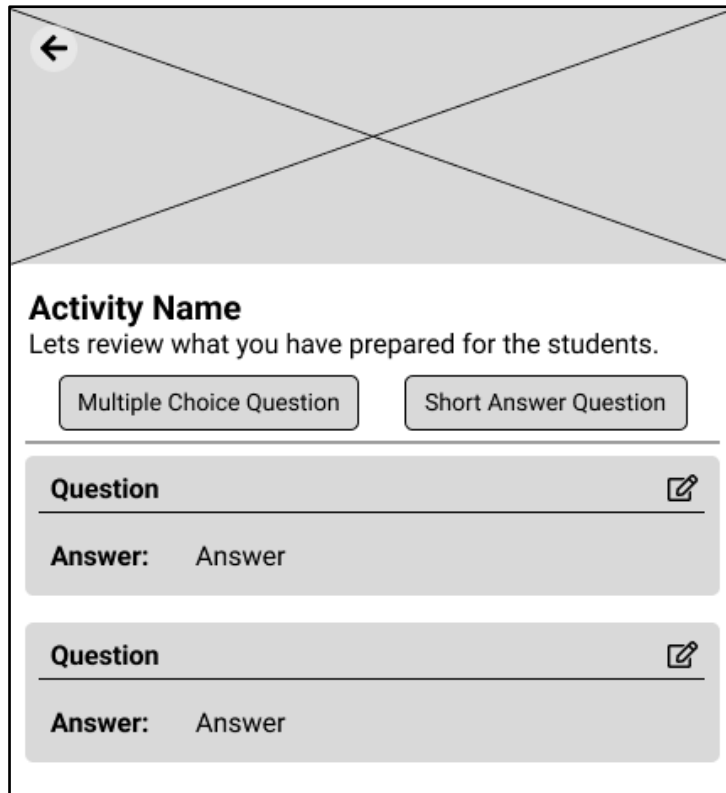 Activity Name
Lets review what you have prepared for the students.
Multiple Choice Question
Short Answer Question
Question
Answer: Answer
Question
Answer: Answer